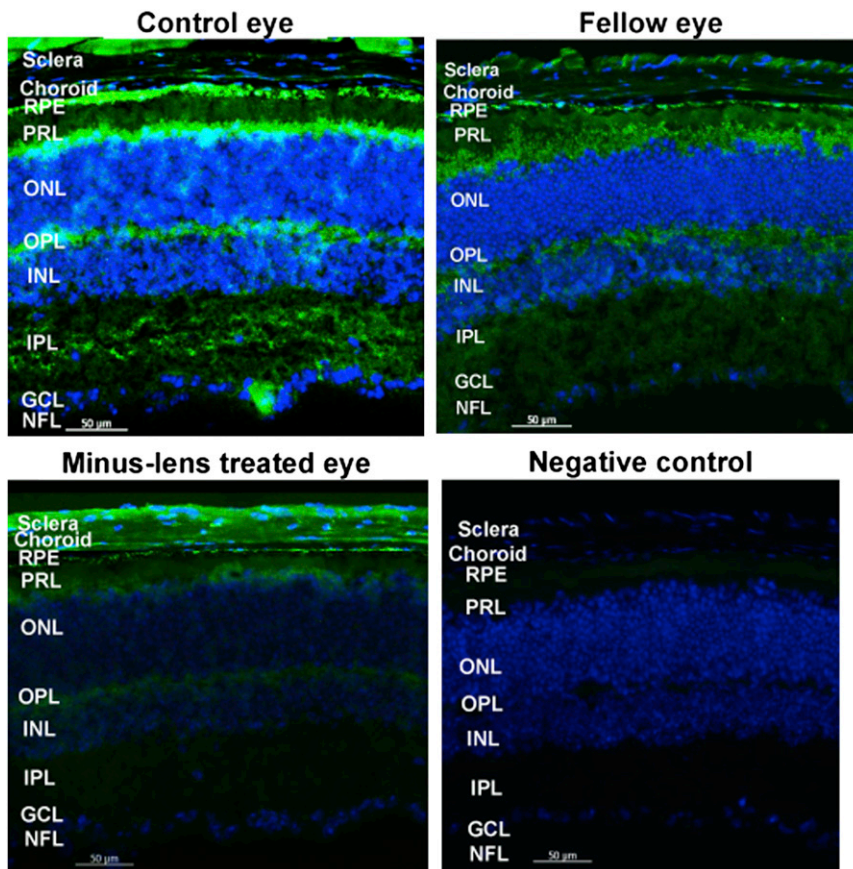 Control eye
Sclera
Choroid
RPE
PRL
ONL
OPL
INL
IPL
GCL
NFL
50 µm
Fellow eye
Sclera
Choroid
RPE
PRL
ONL
OPL
INL
IPL
GCL
NFL
50 µm
Minus-lens treated eye
Sclera
Choroid
RPE
PRL
ONL
OPL
INL
IPL
GCL
NFL
50 µm
Negative control
Sclera
Choroid
RPE
PRL
ONL
OPL
INL
IPL
GCL
NFL
50 µm